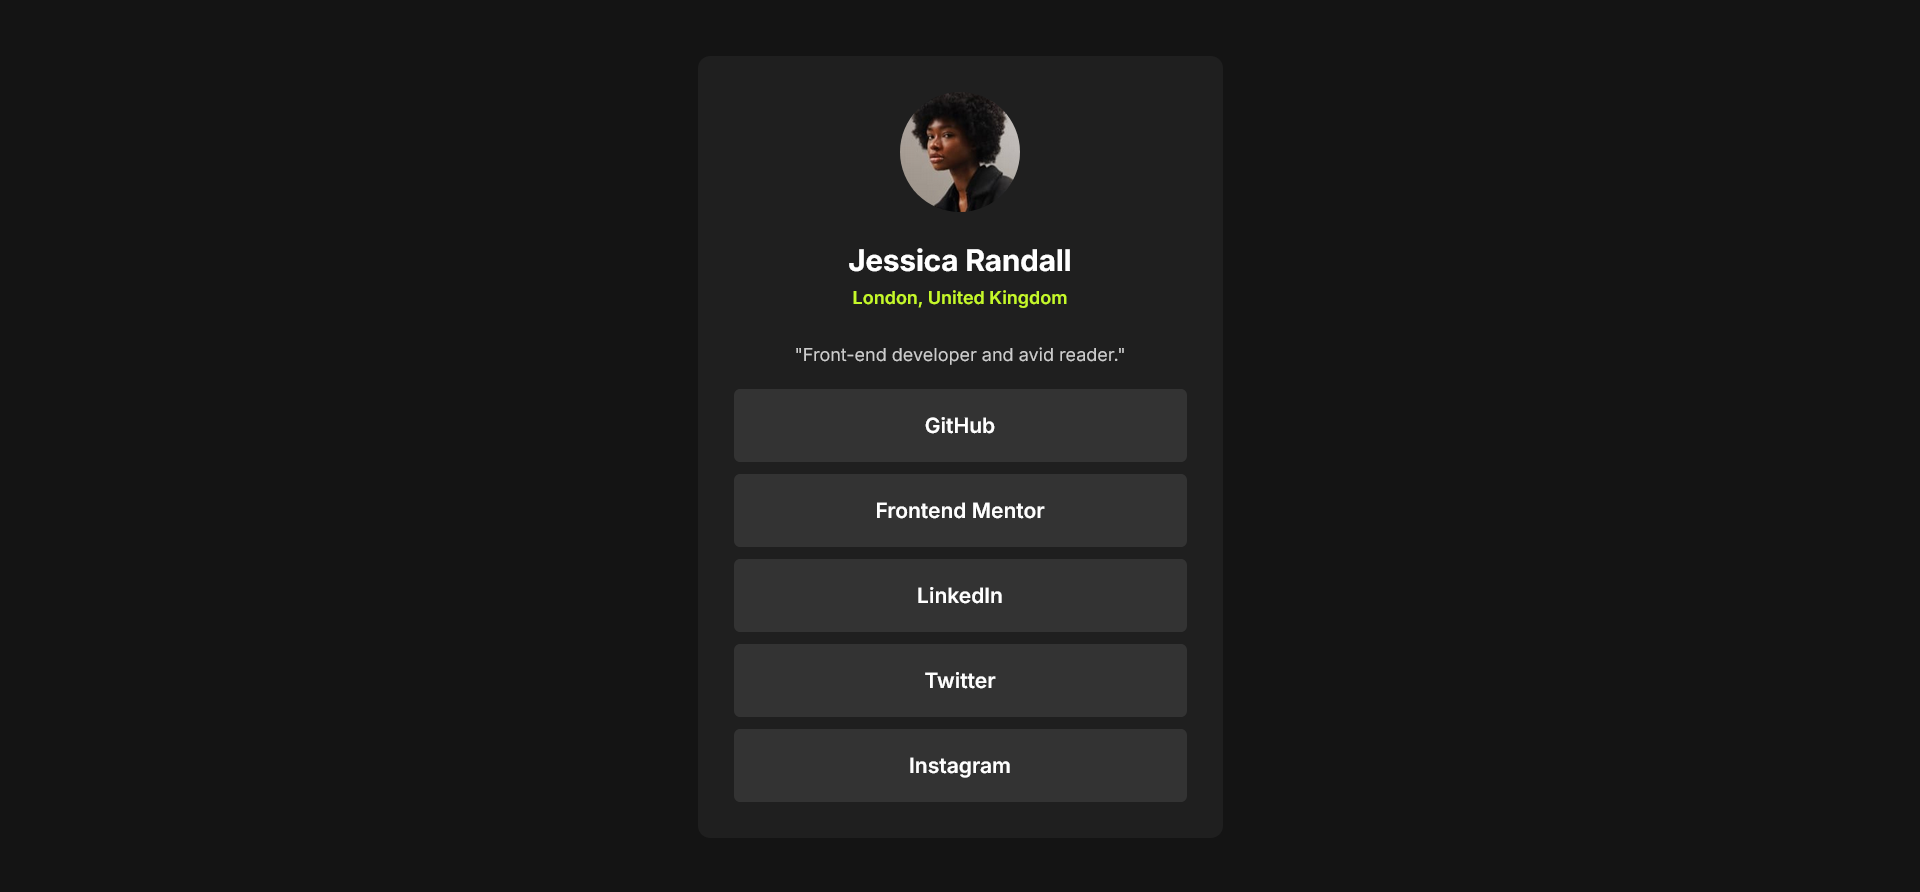 Jessica Randall
London, United Kingdom
"Front-end developer and avid reader."
GitHub
Frontend Mentor
LinkedIn
Twitter
Instagram